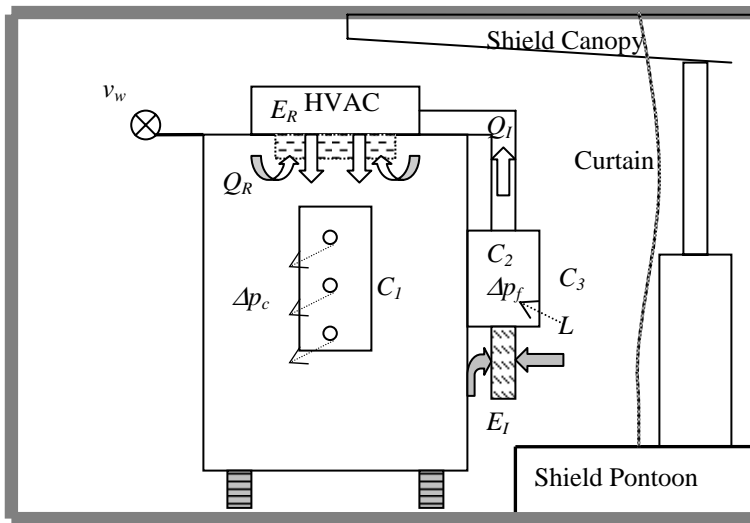 Shield Canopy
v_w
E_R HVAC
Q_I
Curtain
Q_R
C_2
C_1
Δp_c
Δp_f
C_3
L
E_I
Shield Pontoon